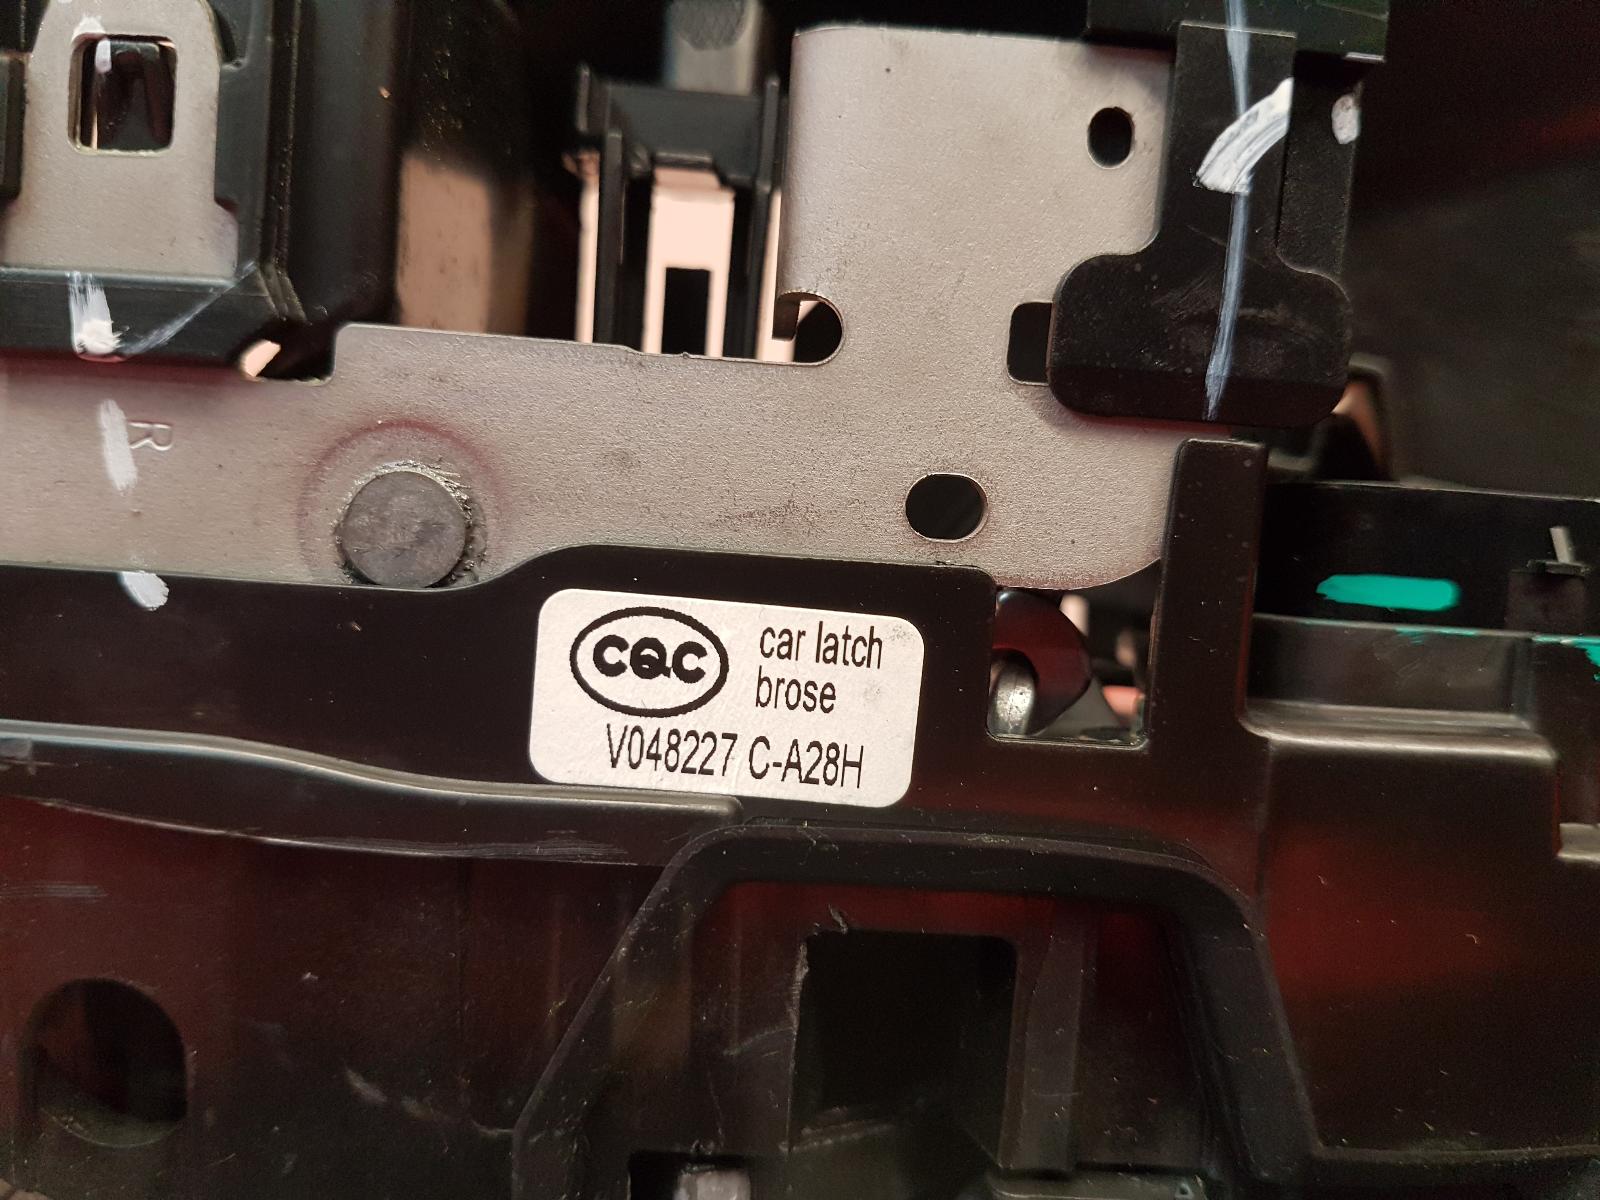 R
CQC
car latch
brose
V048227 C-A28H